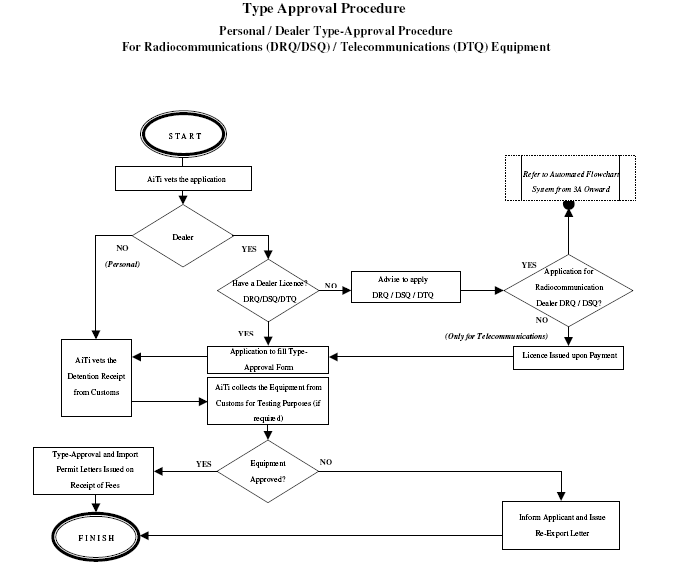 Type Approval Procedure
Personal / Dealer Type-Approval Procedure
For Radiocommunications (DRQ/DSQ) / Telecommunications (DTQ) Equipment
START
AiTi vets the application
Refer to Automated Flowchart
System from 3A Onward
Dealer
NO
(Personal)
YES
Have a Dealer Licence?
DRQ/DSQ/DTQ
NO
Advise to apply
DRQ / DSQ / DTQ
YES
Application for
Radiocommunication
Dealer DRQ / DSQ?
NO
(Only for Telecommunications)
YES
AiTi vets the
Detention Receipt
from Customs
Application to fill Type-
Approval Form
Licence Issued upon Payment
AiTi collects the Equipment from
Customs for Testing Purposes (if
required)
Type-Approval and Import
Permit Letters Issued on
Receipt of Fees
YES
Equipment
Approved?
NO
Inform Applicant and Issue
Re-Export Letter
FINISH